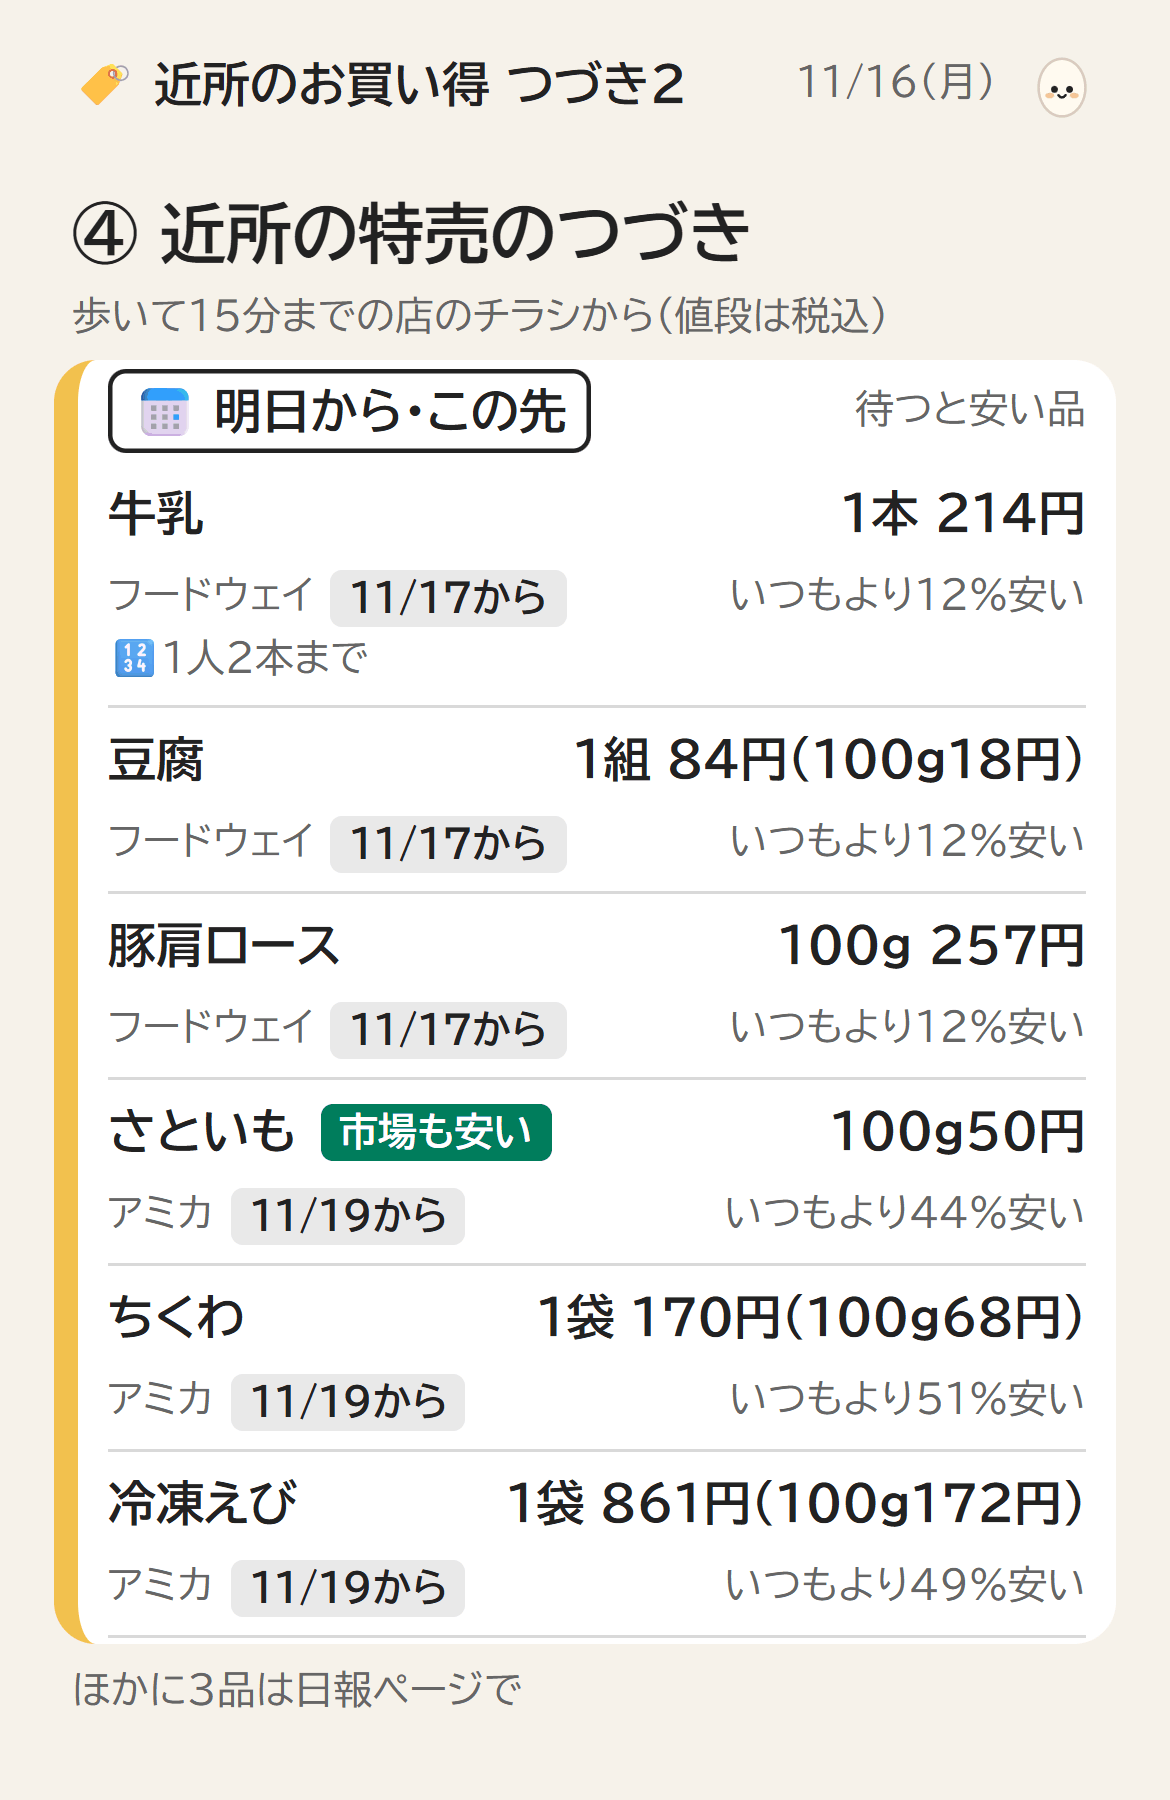 近所のお買い得 つづき2 11/16(月)
④ 近所の特売のつづき
歩いて15分までの店のチラシから(値段は税込)
明日から・この先 待つと安い品
牛乳 1本 214円
フードウェイ 11/17から いつもより12%安い
1人2本まで
豆腐 1組 84円(100g18円)
フードウェイ 11/17から いつもより12%安い
豚肩ロース 100g 257円
フードウェイ 11/17から いつもより12%安い
さといも 市場も安い 100g50円
アミカ 11/19から いつもより44%安い
ちくわ 1袋 170円(100g68円)
アミカ 11/19から いつもより51%安い
冷凍えび 1袋 861円(100g172円)
アミカ 11/19から いつもより49%安い
ほかに3品は日報ページで